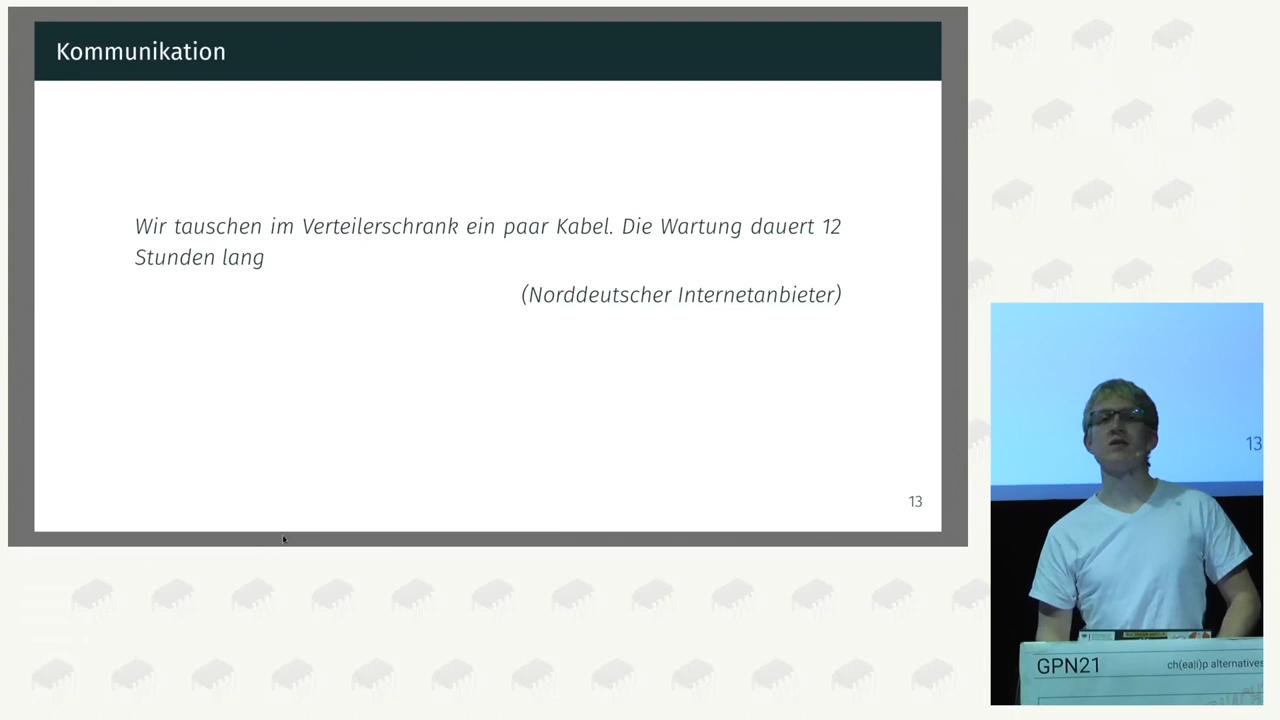 Kommunikation
Wir tauschen im Verteilerschrank ein paar Kabel. Die Wartung dauert 12
Stunden lang
(Norddeutscher Internetanbieter)
13
13
GPN21
ch(ea|i)p alternatives